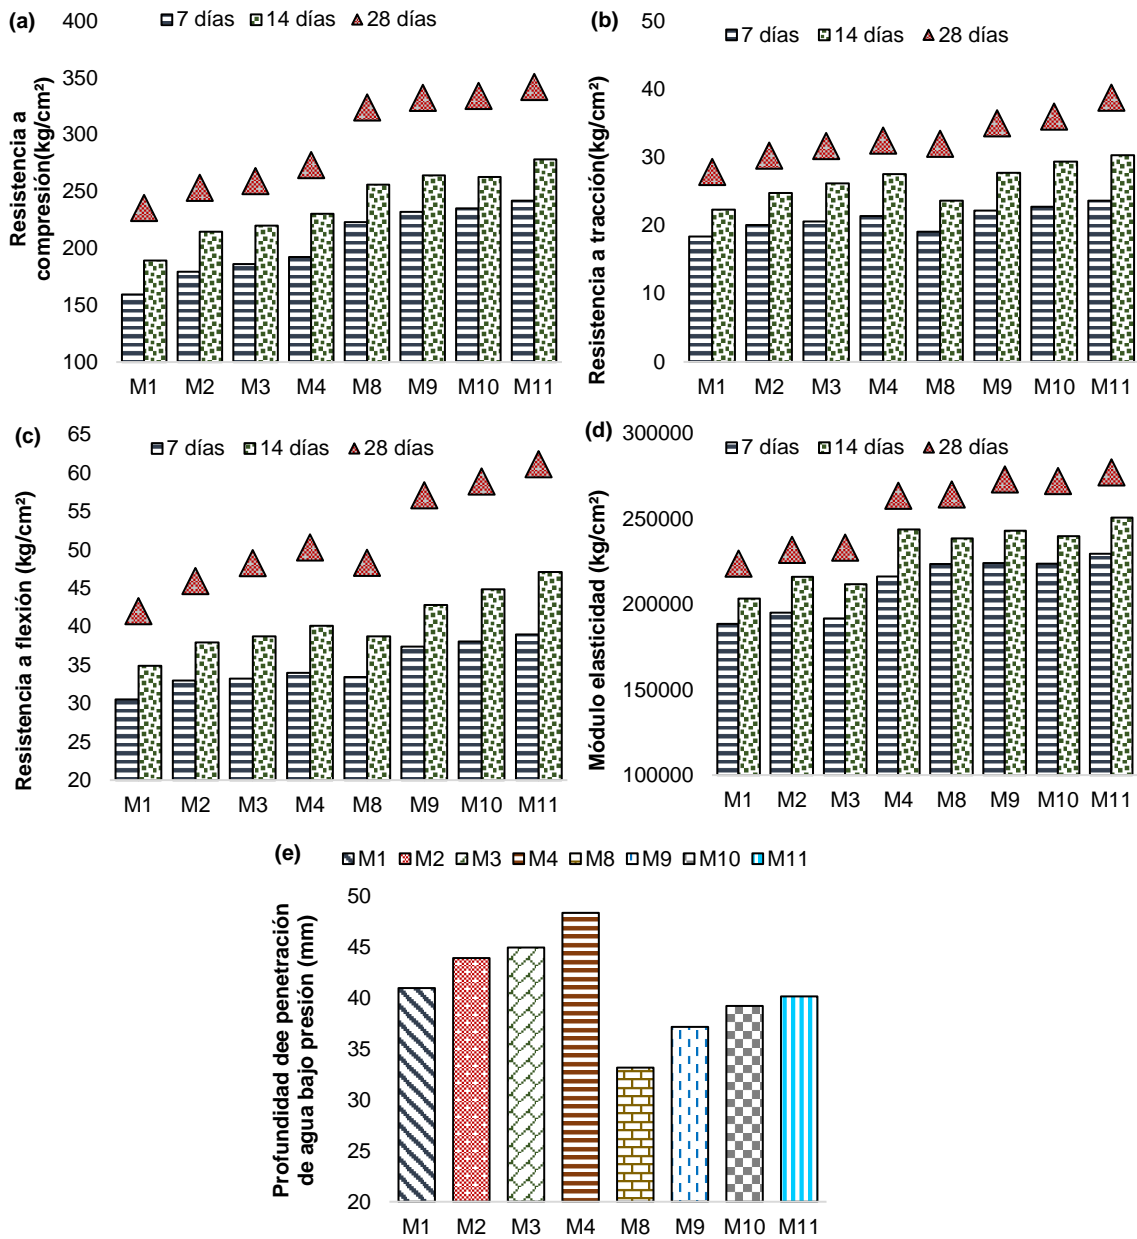 (a)
7 días 14 días 28 días
Resistencia a
compresión(kg/cm²)
400
350
300
250
200
150
100
M1 M2 M3 M4 M8 M9 M10 M11
(b)
7 días 14 días 28 días
Resistencia a tracción(kg/cm²)
50
40
30
20
10
0
M1 M2 M3 M4 M8 M9 M10 M11
(c)
7 días 14 días 28 días
Resistencia a flexión (kg/cm²)
65
60
55
50
45
40
35
30
25
20
M1 M2 M3 M4 M8 M9 M10 M11
(d)
7 días 14 días 28 días
Módulo elasticidad (kg/cm²)
300000
250000
200000
150000
100000
M1 M2 M3 M4 M8 M9 M10 M11
(e)
M1 M2 M3 M4 M8 M9 M10 M11
Profundidad dee penetración
de agua bajo presión (mm)
50
45
40
35
30
25
20
M1 M2 M3 M4 M8 M9 M10 M11